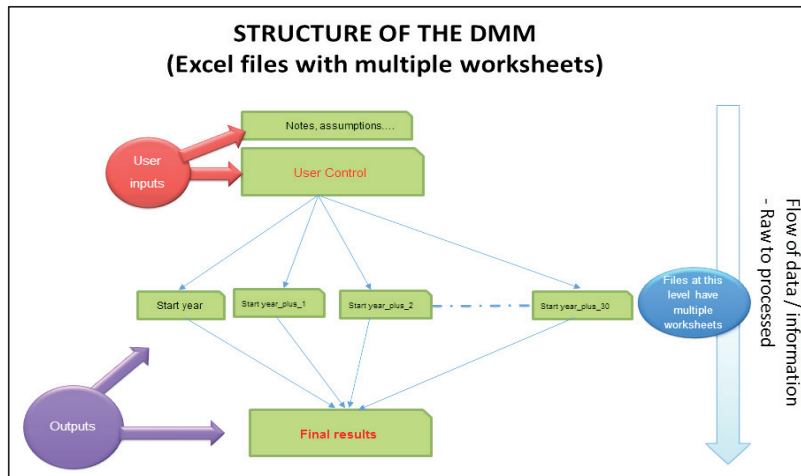 STRUCTURE OF THE DMM
(Excel files with multiple worksheets)
Notes, assumptions....
User
inputs
User Control
Start year
Start year_plus_1
Start year_plus_2
Start year_plus_30
Files at this
level have
multiple
worksheets
Flow of data / information
- Raw to processed
Outputs
Final results